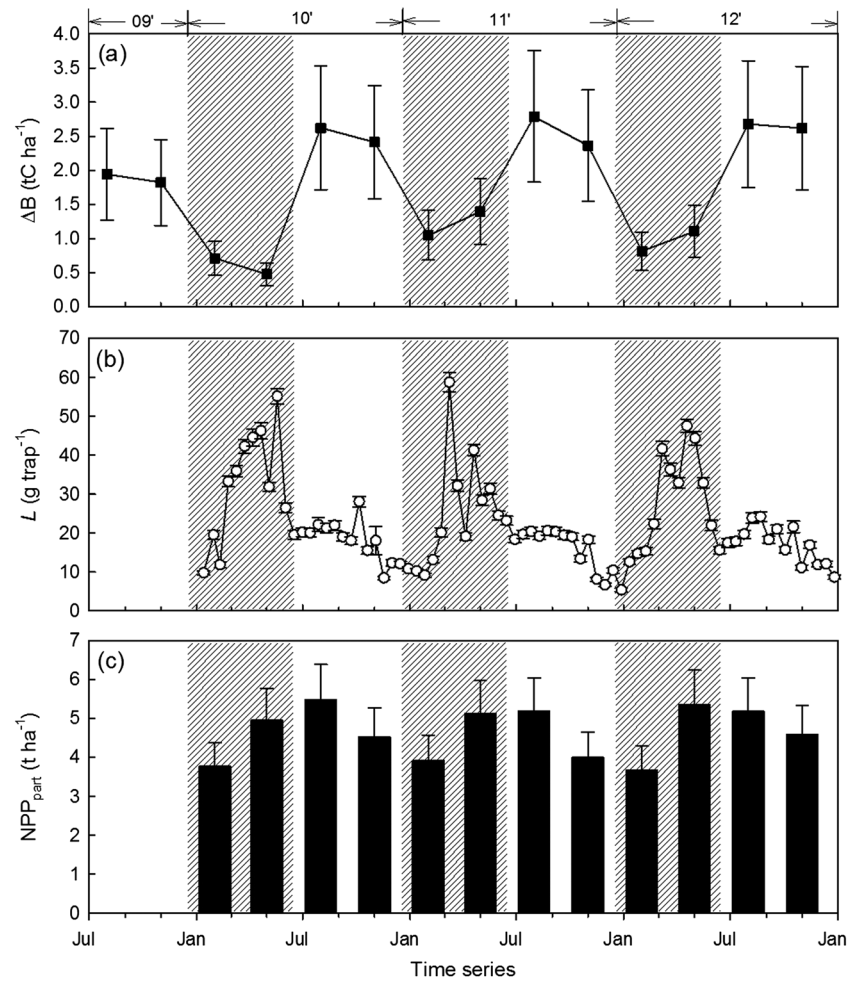 09' 10' 11' 12'
(a)
4.0
3.5
3.0
2.5
2.0
1.5
1.0
0.5
0.0
ΔB (tC ha⁻¹)
(b)
70
60
50
40
30
20
10
0
L (g trap⁻¹)
(c)
7
6
5
4
3
2
1
0
NPPpart (t ha⁻¹)
Jul Jan Jul Jan Jul Jan Jul Jan
Time series